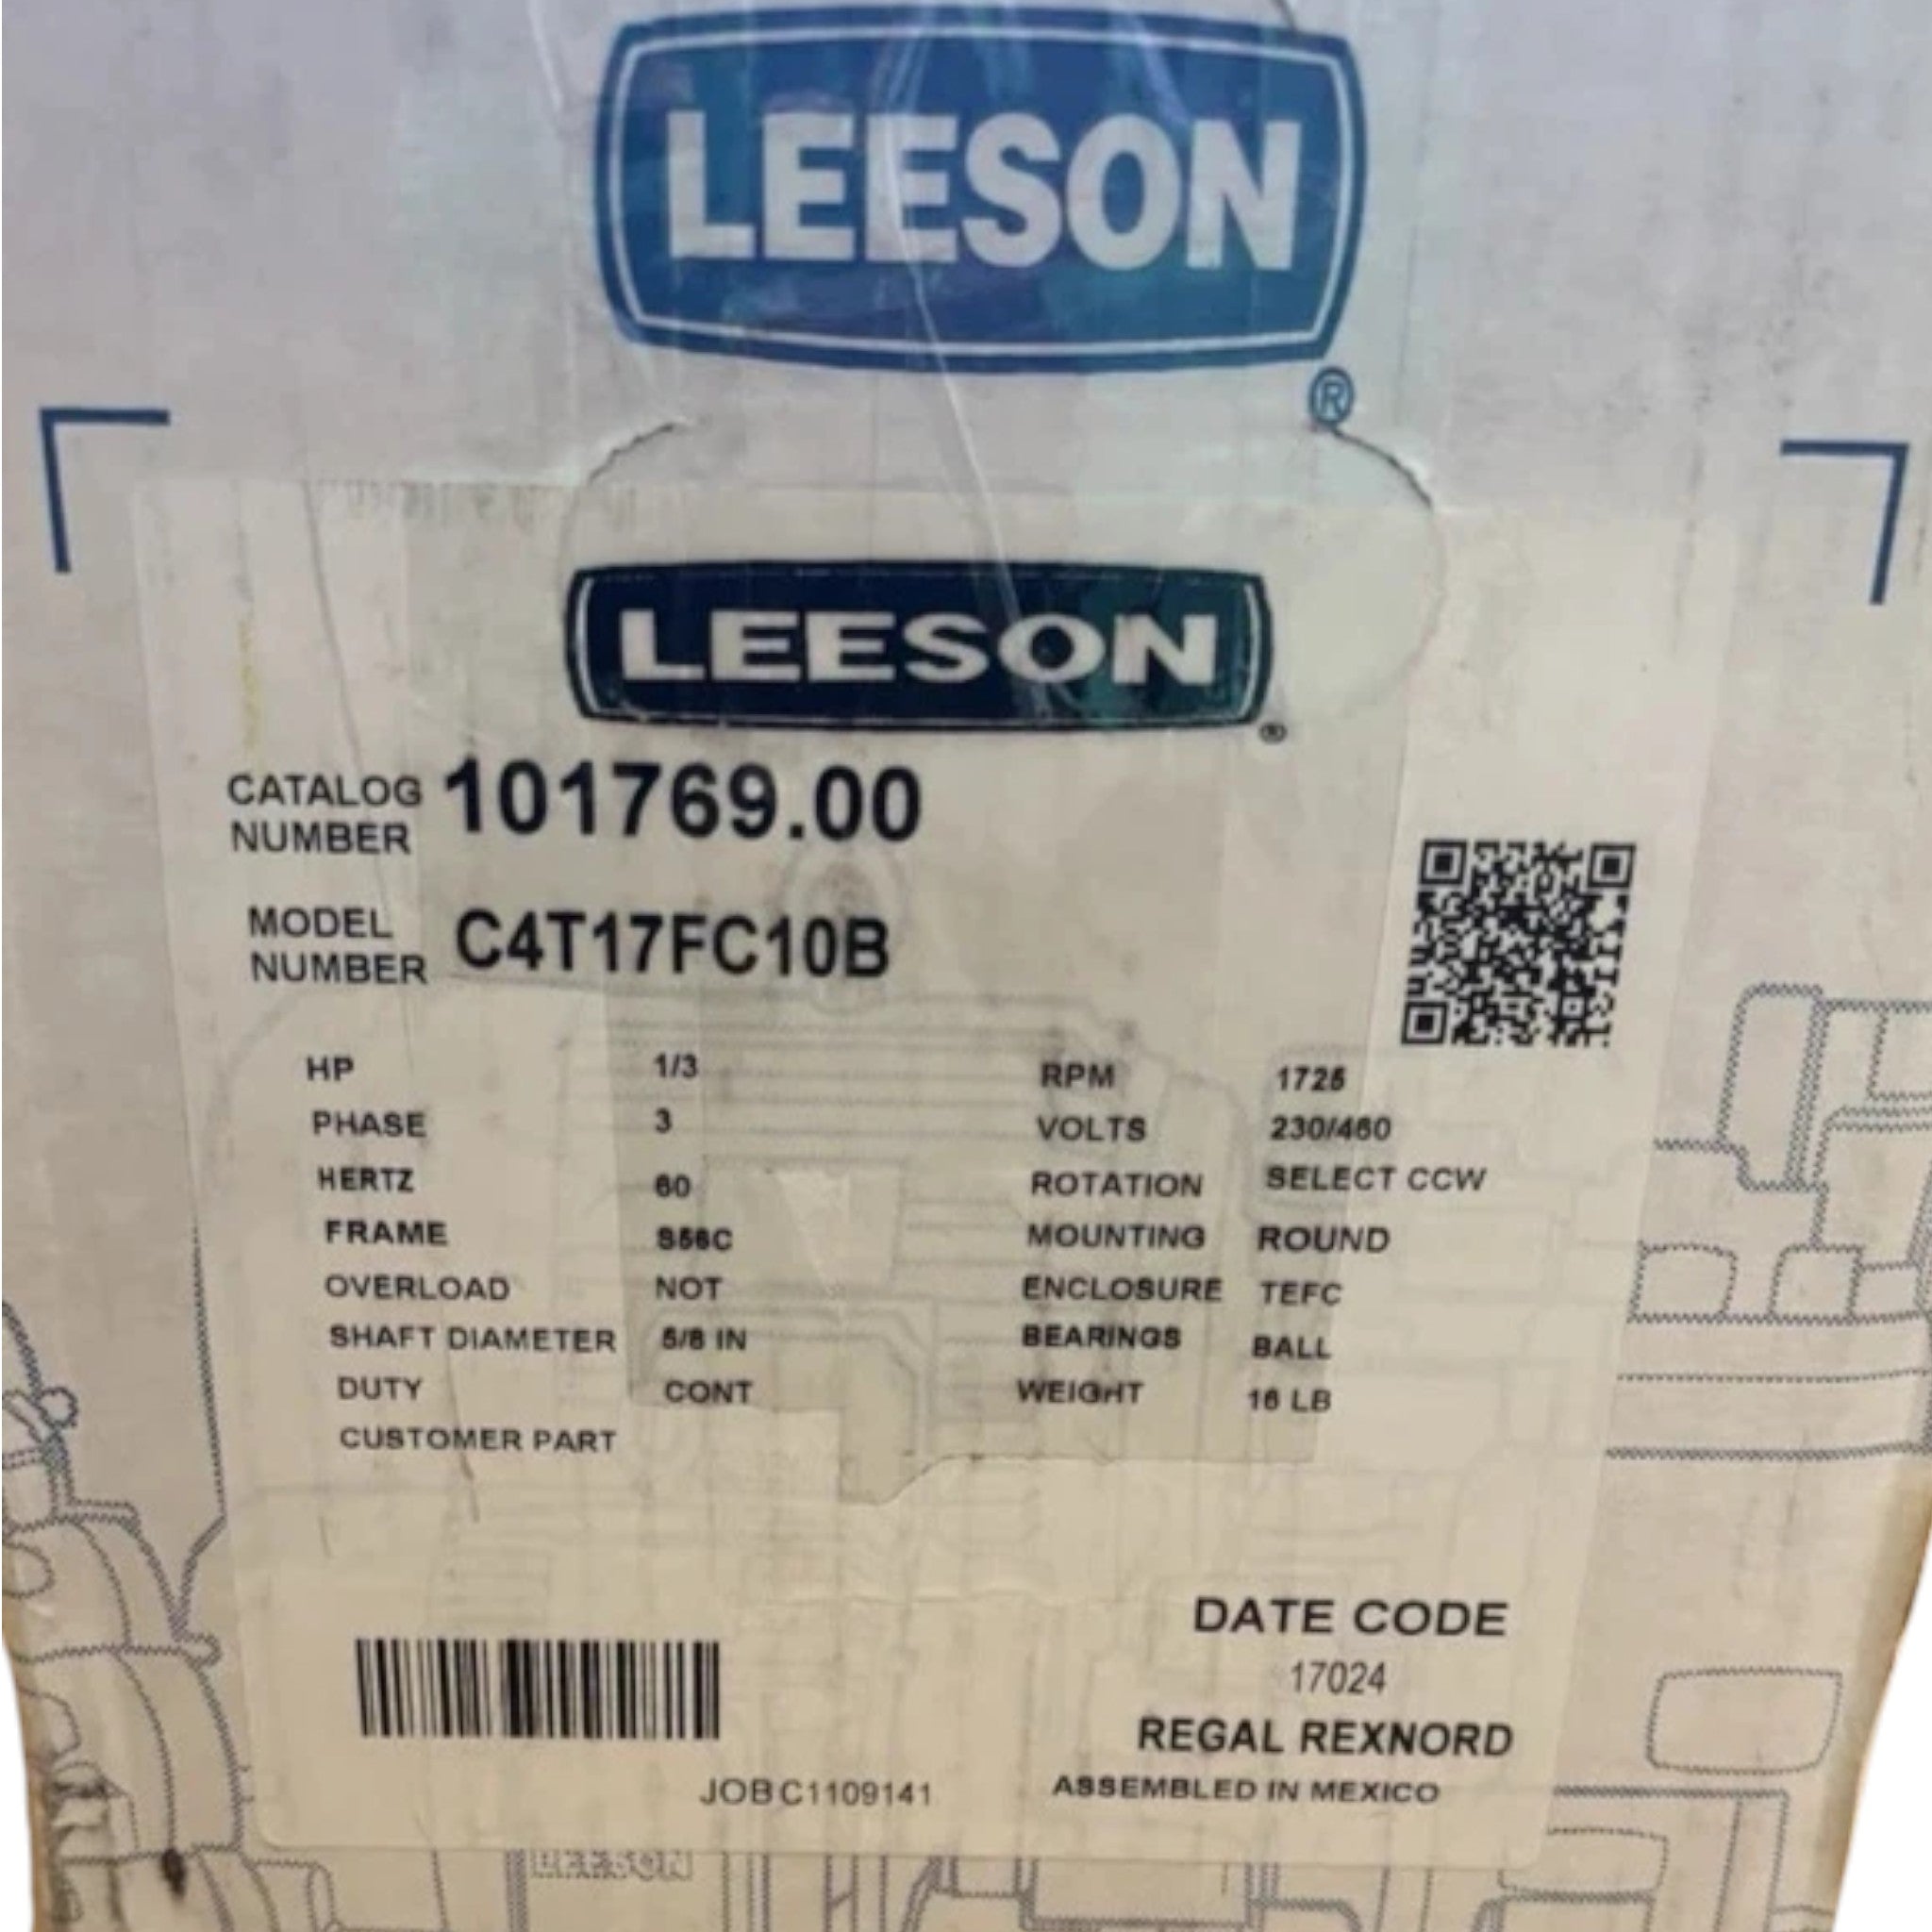 LEESON
®
LEESON
®
CATALOG NUMBER 101769.00
MODEL NUMBER C4T17FC10B
HP 1/3 RPM 1725
PHASE 3 VOLTS 230/460
HERTZ 60 ROTATION SELECT CCW
FRAME S56C MOUNTING ROUND
OVERLOAD NOT ENCLOSURE TEFC
SHAFT DIAMETER 5/8 IN BEARINGS BALL
DUTY CONT WEIGHT 16 LB
CUSTOMER PART
DATE CODE
17024
REGAL REXNORD
JOB C1109141 ASSEMBLED IN MEXICO
LEESON